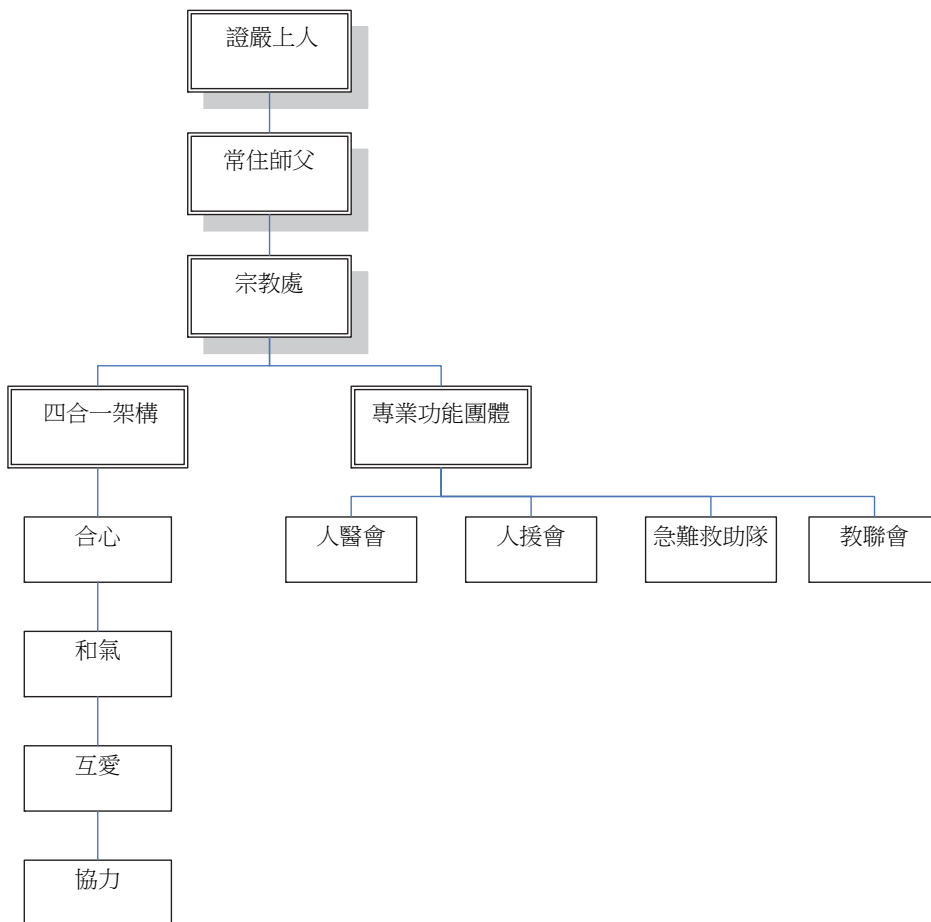 證嚴上人
常住師父
宗教處
四合一架構
專業功能團體
合心
人醫會
人援會
急難救助隊
教聯會
和氣
互愛
協力